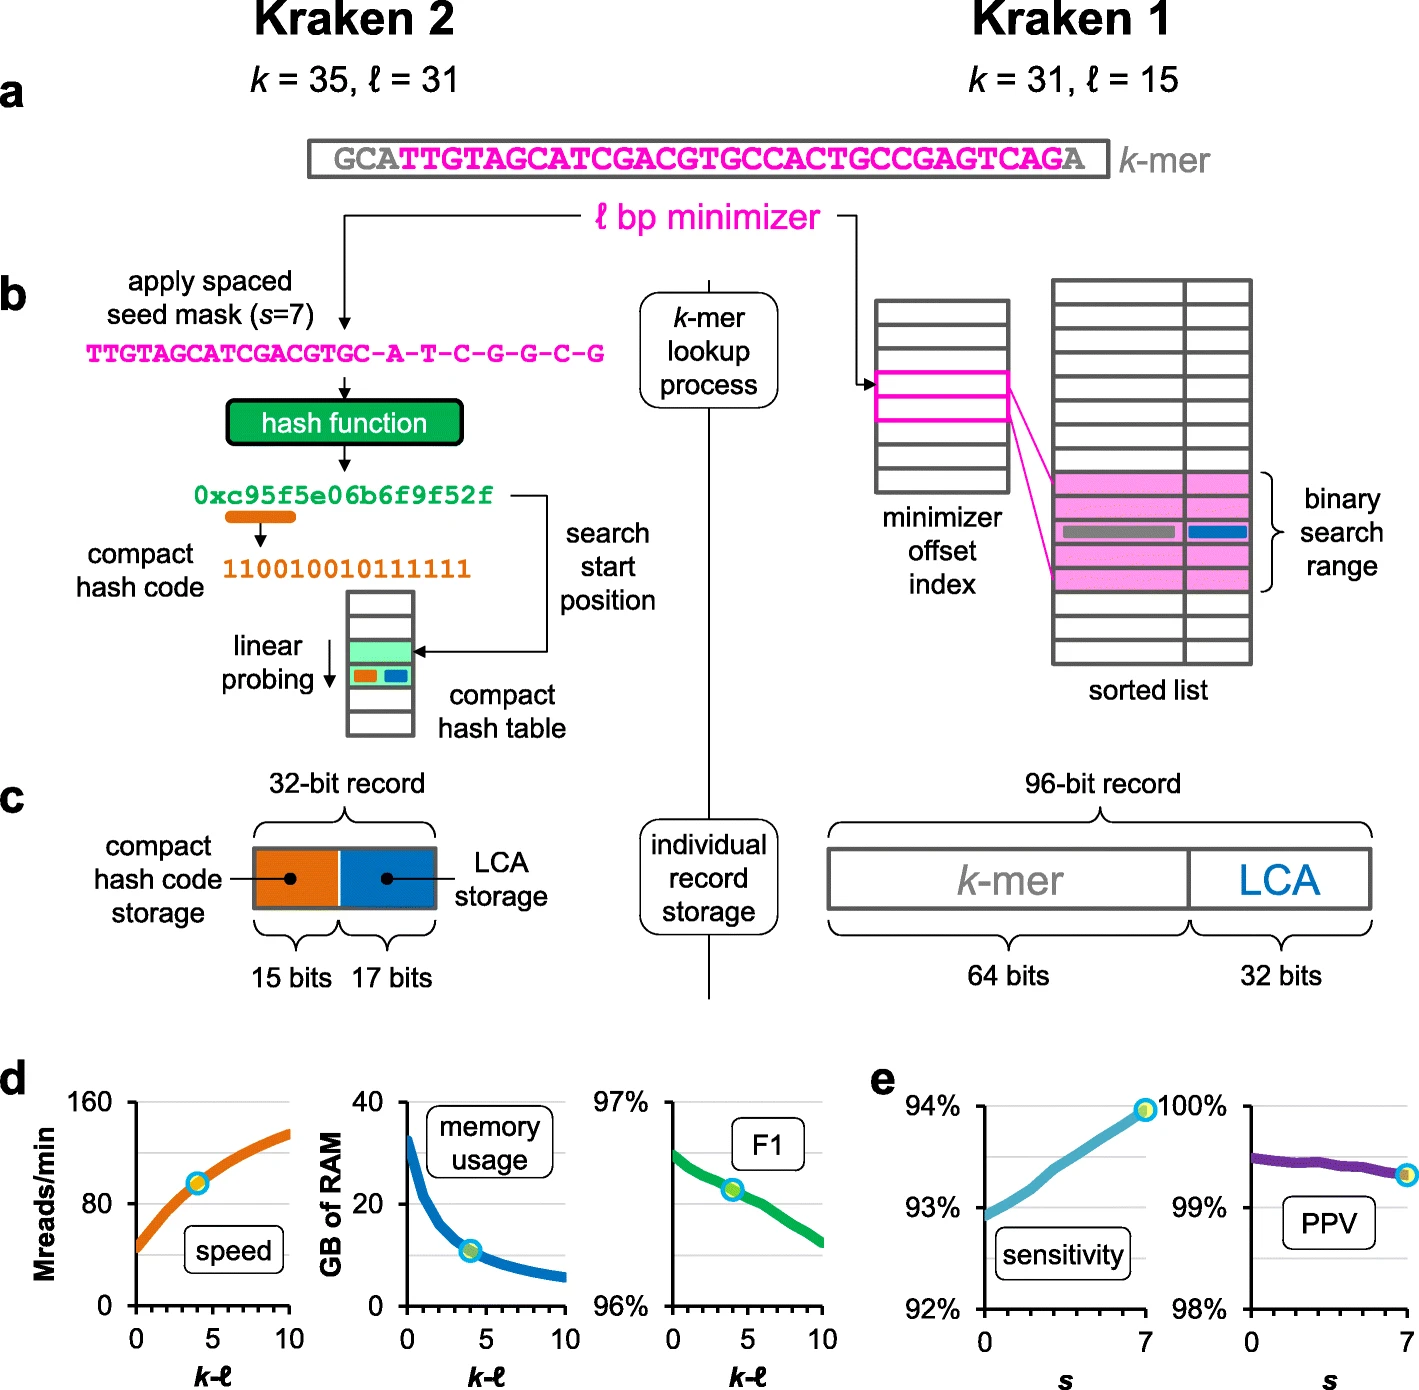 Kraken 2
Kraken 1
k = 35, ℓ = 31
k = 31, ℓ = 15
a
GCATTGTAGCATCGACGTGCCACTGCCGAGTCAGA
k-mer
ℓ bp minimizer
b
apply spaced
seed mask (s=7)
TTGTAGCATCGACGTGC-A-T-C-G-G-C-G
hash function
0xc95f5e06b6f9f52f
compact
hash code
110010010111111
search
start
position
linear
probing
compact
hash table
k-mer
lookup
process
minimizer
offset
index
binary
search
range
sorted list
c
32-bit record
compact
hash code
storage
LCA
storage
15 bits
17 bits
individual
record
storage
96-bit record
k-mer
LCA
64 bits
32 bits
d
Mreads/min
160
80
0
speed
0
5
10
k-ℓ
GB of RAM
40
20
0
memory
usage
0
5
10
k-ℓ
97%
96%
F1
0
5
10
k-ℓ
e
94%
93%
92%
sensitivity
0
7
s
100%
99%
98%
PPV
0
7
s